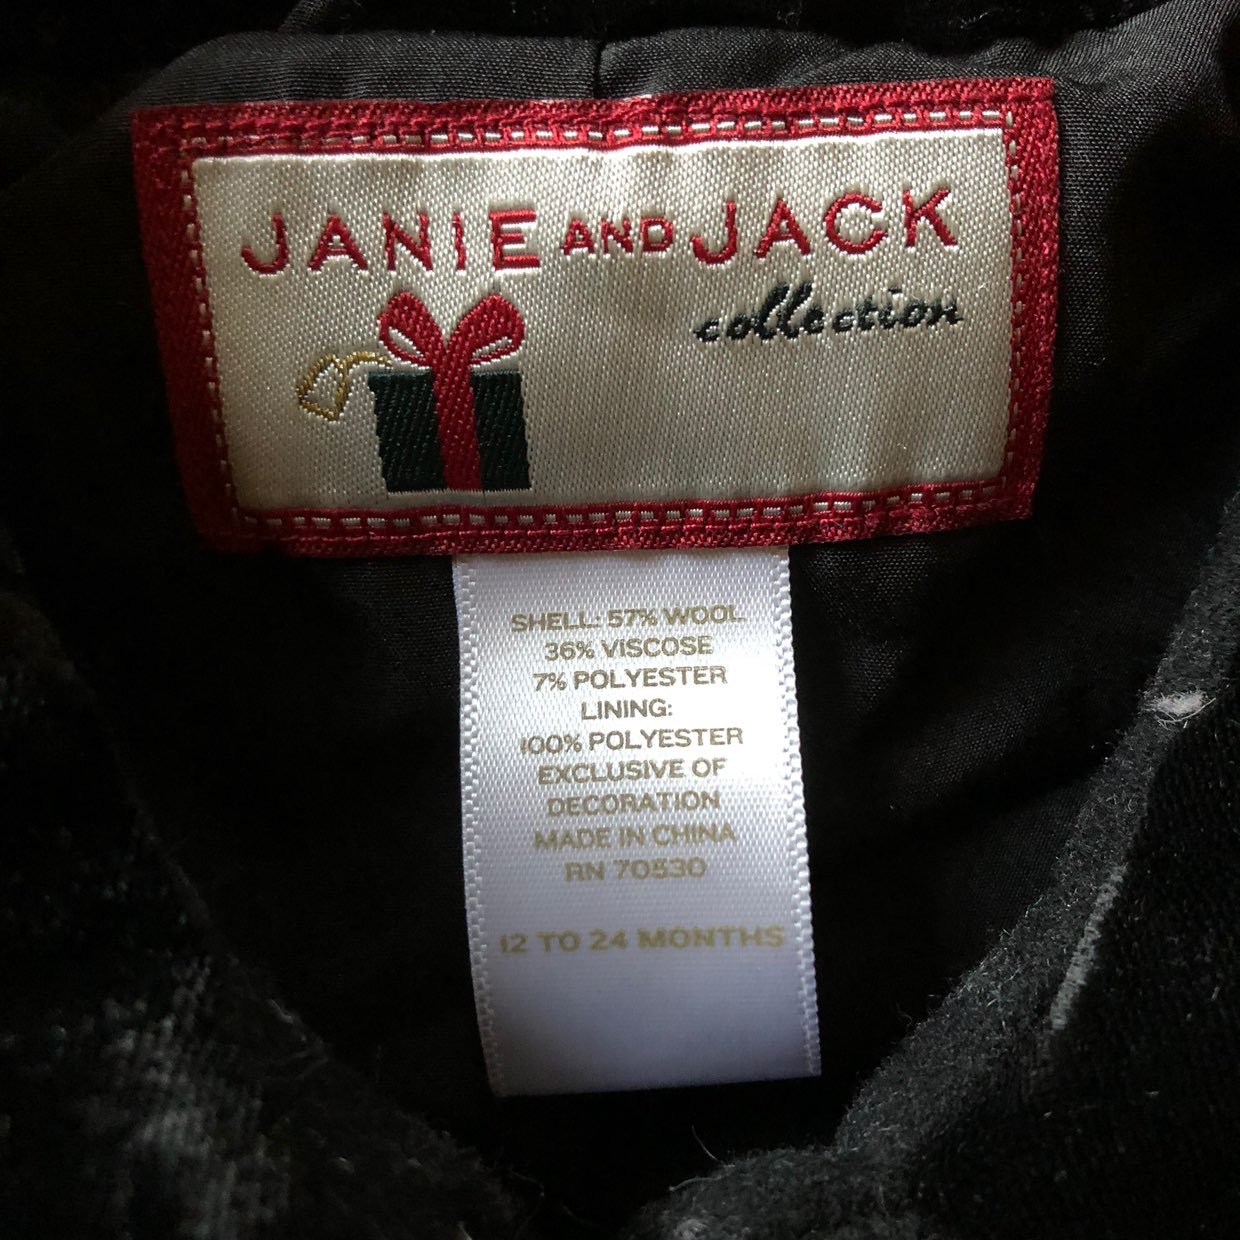 JANIE AND JACK
collection
SHELL: 57% WOOL
36% VISCOSE
7% POLYESTER
LINING:
100% POLYESTER
EXCLUSIVE OF
DECORATION
MADE IN CHINA
RN 70530
12 TO 24 MONTHS